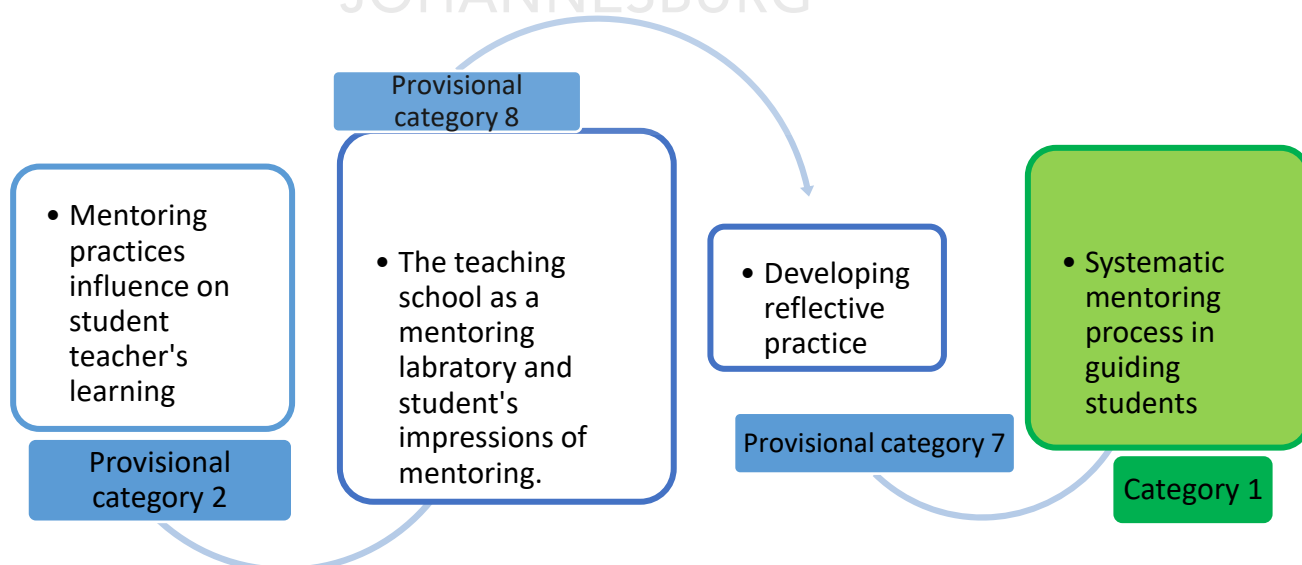 JOHANNESBURG
Provisional
category 8
• Mentoring
practices
influence on
student
teacher's
learning
Provisional
category 2
• The teaching
school as a
mentoring
labratory and
student's
impressions of
mentoring.
• Developing
reflective
practice
Provisional category 7
• Systematic
mentoring
process in
guiding
students
Category 1